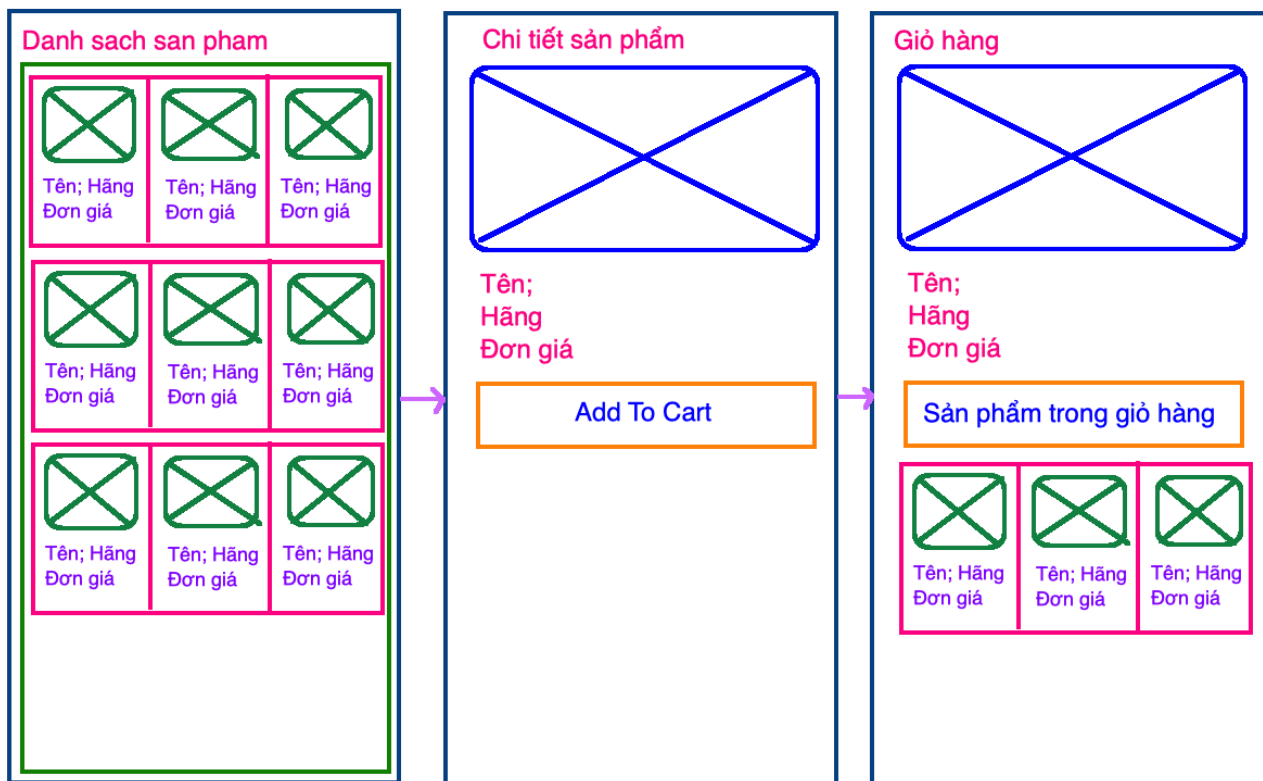 Danh sach san pham
Tên; Hãng
Đơn giá
Tên; Hãng
Đơn giá
Tên; Hãng
Đơn giá
Tên; Hãng
Đơn giá
Tên; Hãng
Đơn giá
Tên; Hãng
Đơn giá
Tên; Hãng
Đơn giá
Tên; Hãng
Đơn giá
Tên; Hãng
Đơn giá
Chi tiết sản phẩm
Tên;
Hãng
Đơn giá
Add To Cart
Giỏ hàng
Tên;
Hãng
Đơn giá
Sản phẩm trong giỏ hàng
Tên; Hãng
Đơn giá
Tên; Hãng
Đơn giá
Tên; Hãng
Đơn giá